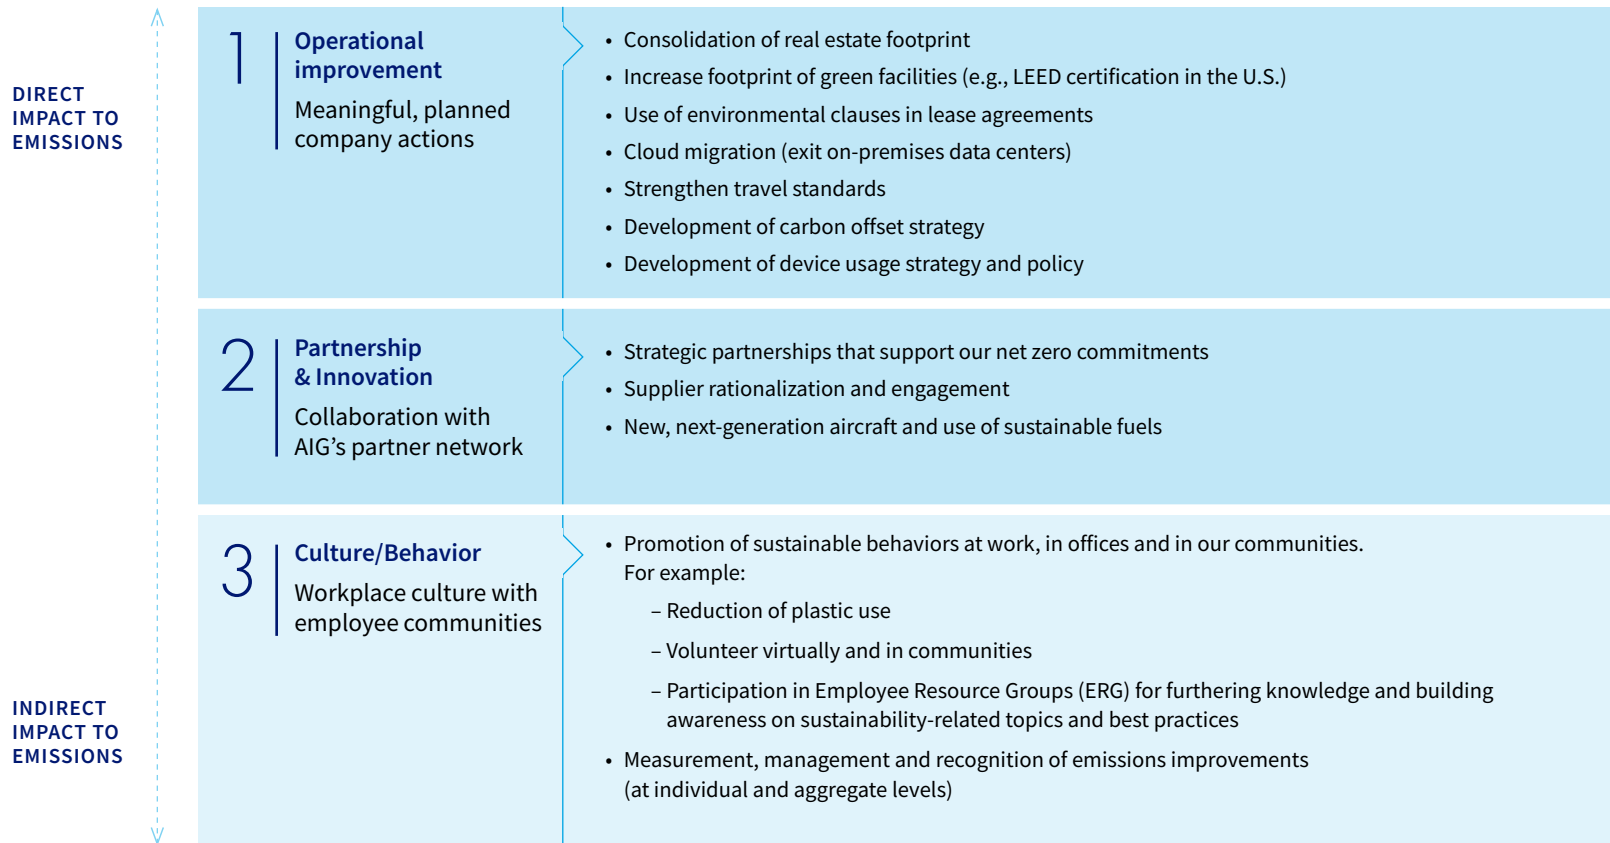 DIRECT
IMPACT TO
EMISSIONS
1
Operational
improvement
Meaningful, planned
company actions
• Consolidation of real estate footprint
• Increase footprint of green facilities (e.g., LEED certification in the U.S.)
• Use of environmental clauses in lease agreements
• Cloud migration (exit on-premises data centers)
• Strengthen travel standards
• Development of carbon offset strategy
• Development of device usage strategy and policy
2
Partnership
& Innovation
Collaboration with
AIG’s partner network
• Strategic partnerships that support our net zero commitments
• Supplier rationalization and engagement
• New, next-generation aircraft and use of sustainable fuels
3
Culture/Behavior
Workplace culture with
employee communities
• Promotion of sustainable behaviors at work, in offices and in our communities.
For example:
– Reduction of plastic use
– Volunteer virtually and in communities
– Participation in Employee Resource Groups (ERG) for furthering knowledge and building
awareness on sustainability-related topics and best practices
• Measurement, management and recognition of emissions improvements
(at individual and aggregate levels)
INDIRECT
IMPACT TO
EMISSIONS